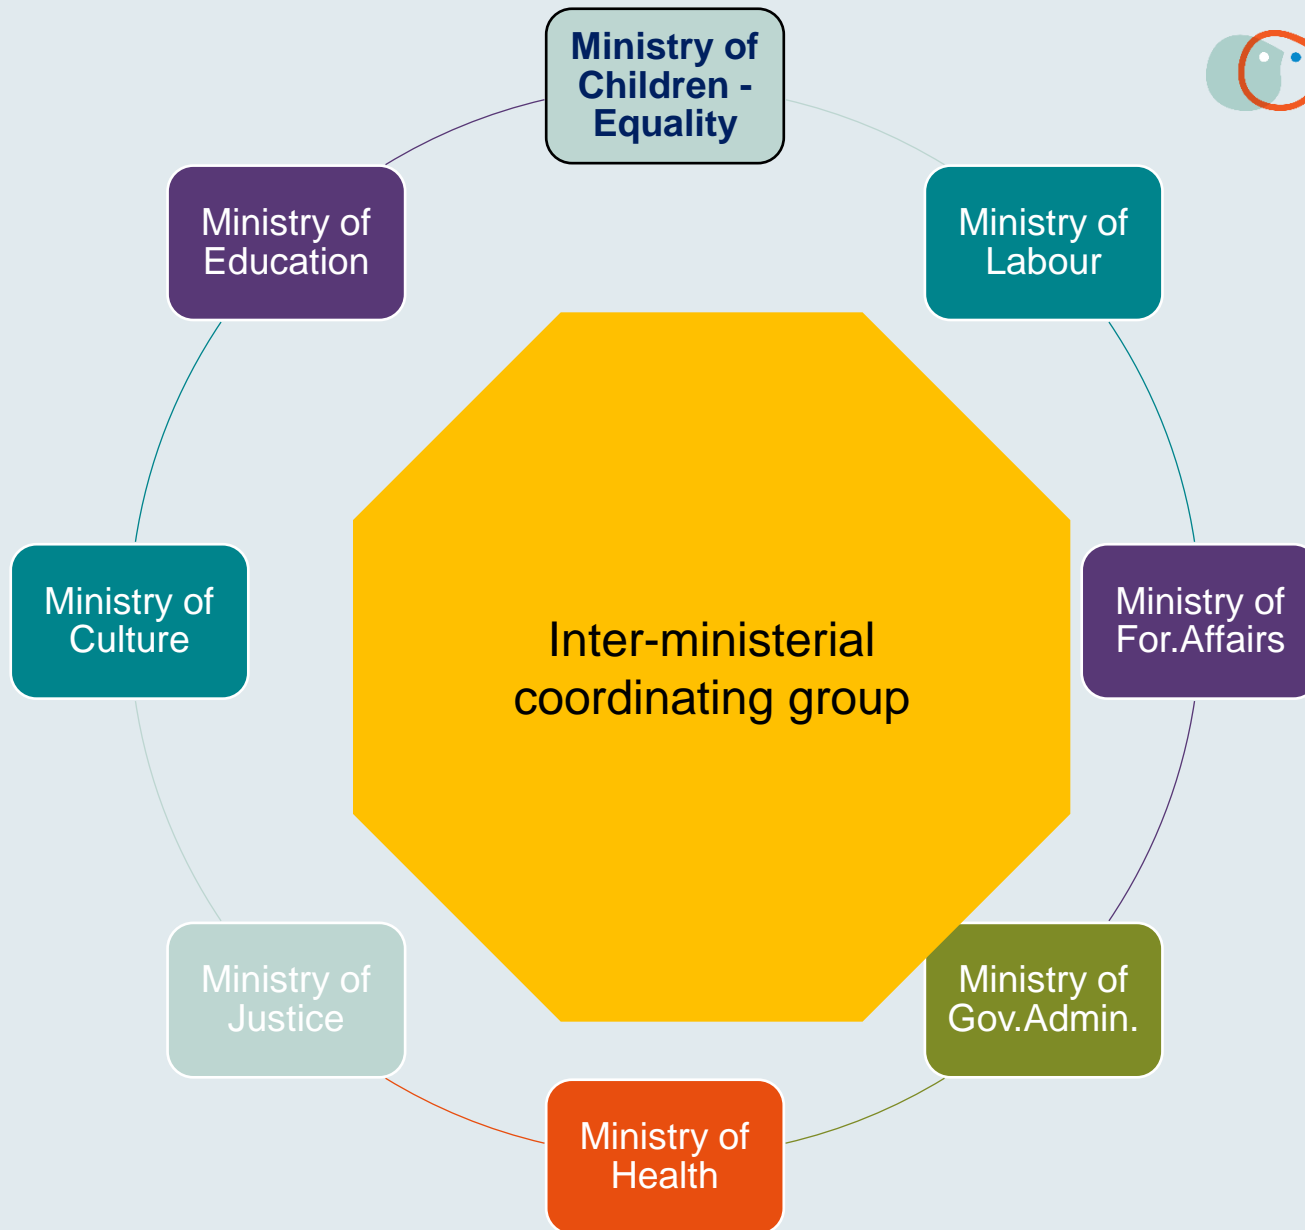 Ministry of
Children -
Equality
Ministry of
Education
Ministry of
Labour
Ministry of
Culture
Inter-ministerial
coordinating group
Ministry of
For.Affairs
Ministry of
Justice
Ministry of
Gov.Admin.
Ministry of
Health